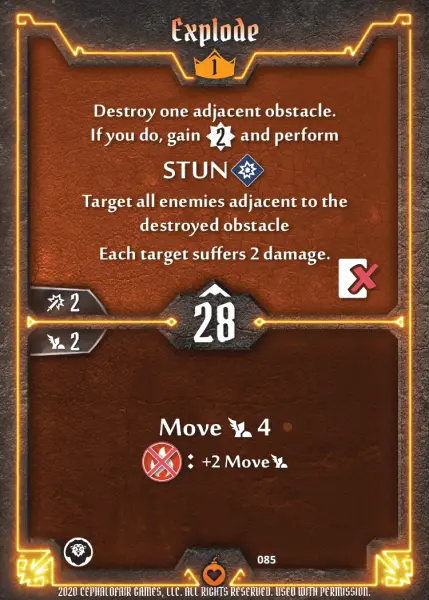 Explode
1
Destroy one adjacent obstacle.
If you do, gain 2 and perform
STUN
Target all enemies adjacent to the
destroyed obstacle
Each target suffers 2 damage.
2
28
2
Move 4
: +2 Move
085
2020 CEPHALOFAIR GAMES, LLC. ALL RIGHTS RESERVED. USED WITH PERMISSION.